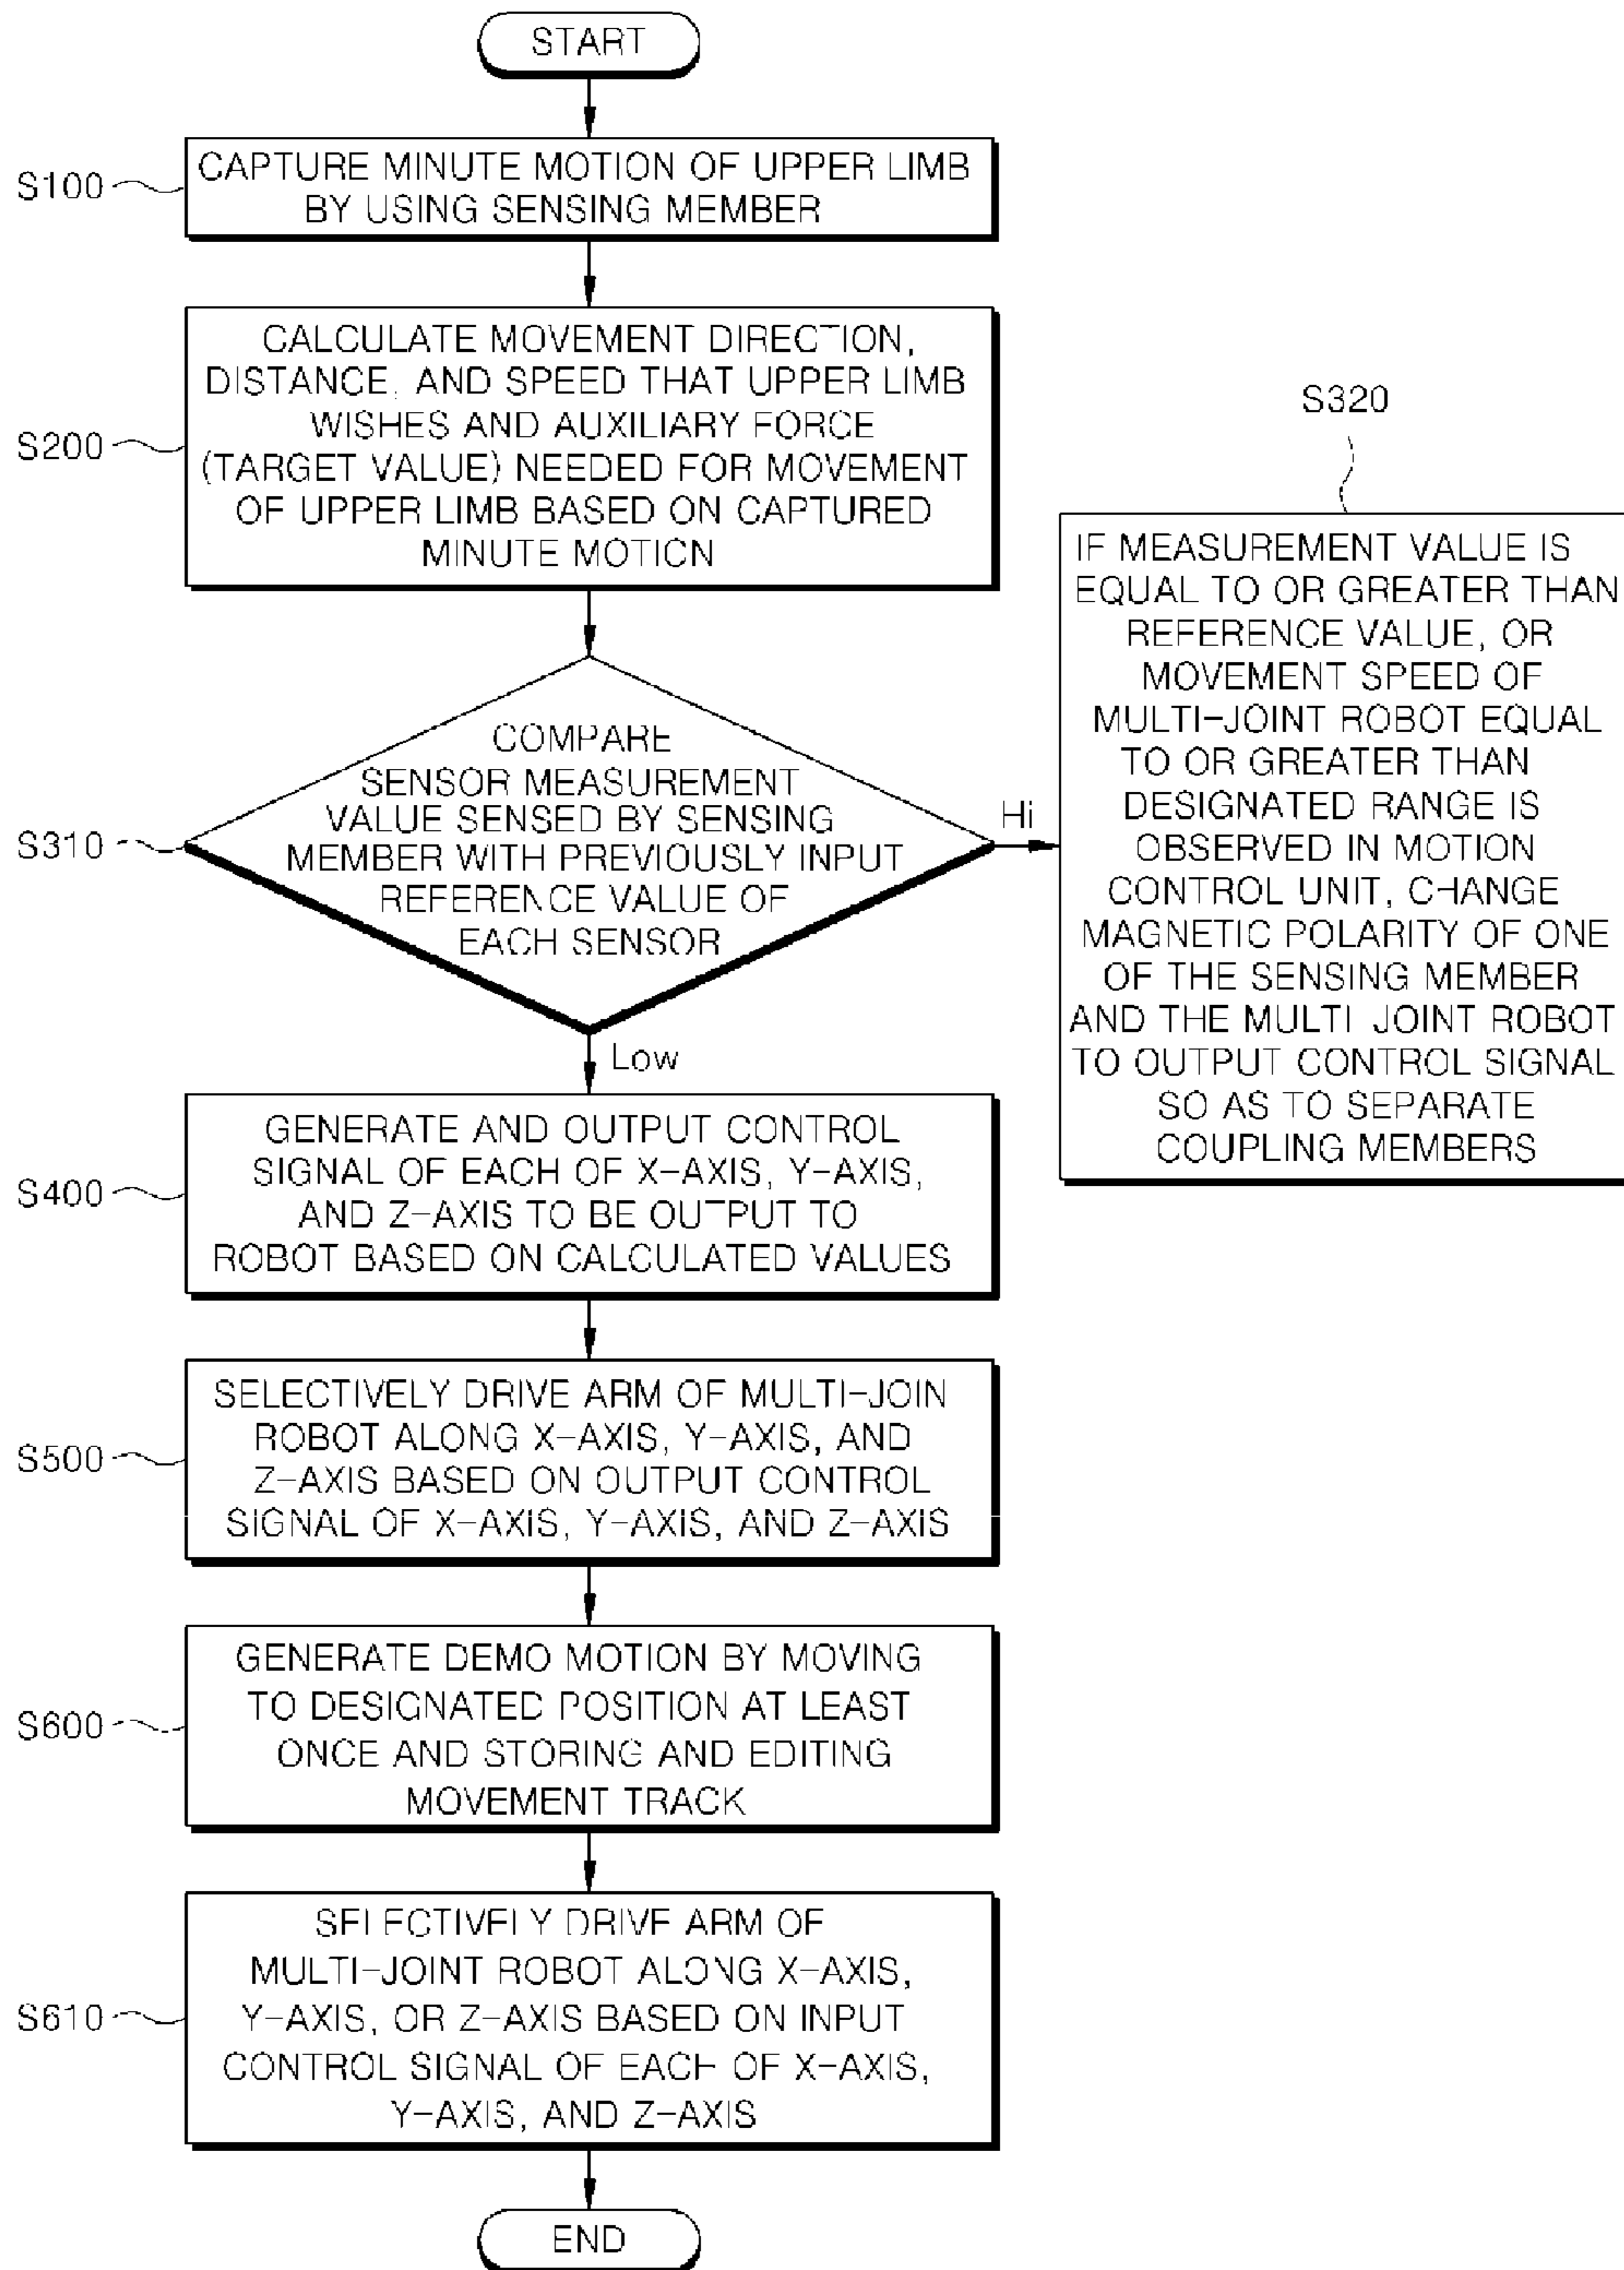 START
S100
CAPTURE MINUTE MOTION OF UPPER LIMB
BY USING SENSING MEMBER
S200
CALCULATE MOVEMENT DIRECTION,
DISTANCE, AND SPEED THAT UPPER LIMB
WISHES AND AUXILIARY FORCE
(TARGET VALUE) NEEDED FOR MOVEMENT
OF UPPER LIMB BASED ON CAPTURED
MINUTE MOTION
S310
COMPARE
SENSOR MEASUREMENT
VALUE SENSED BY SENSING
MEMBER WITH PREVIOUSLY INPUT
REFERENCE VALUE OF
EACH SENSOR
Hi
Low
S320
IF MEASUREMENT VALUE IS
EQUAL TO OR GREATER THAN
REFERENCE VALUE, OR
MOVEMENT SPEED OF
MULTI-JOINT ROBOT EQUAL
TO OR GREATER THAN
DESIGNATED RANGE IS
OBSERVED IN MOTION
CONTROL UNIT, CHANGE
MAGNETIC POLARITY OF ONE
OF THE SENSING MEMBER
AND THE MULTI JOINT ROBOT
TO OUTPUT CONTROL SIGNAL
SO AS TO SEPARATE
COUPLING MEMBERS
S400
GENERATE AND OUTPUT CONTROL
SIGNAL OF EACH OF X-AXIS, Y-AXIS,
AND Z-AXIS TO BE OUTPUT TO
ROBOT BASED ON CALCULATED VALUES
S500
SELECTIVELY DRIVE ARM OF MULTI-JOIN
ROBOT ALONG X-AXIS, Y-AXIS, AND
Z-AXIS BASED ON OUTPUT CONTROL
SIGNAL OF X-AXIS, Y-AXIS, AND Z-AXIS
S600
GENERATE DEMO MOTION BY MOVING
TO DESIGNATED POSITION AT LEAST
ONCE AND STORING AND EDITING
MOVEMENT TRACK
S610
SELECTIVELY DRIVE ARM OF
MULTI-JOINT ROBOT ALONG X-AXIS,
Y-AXIS, OR Z-AXIS BASED ON INPUT
CONTROL SIGNAL OF EACH OF X-AXIS,
Y-AXIS, AND Z-AXIS
END